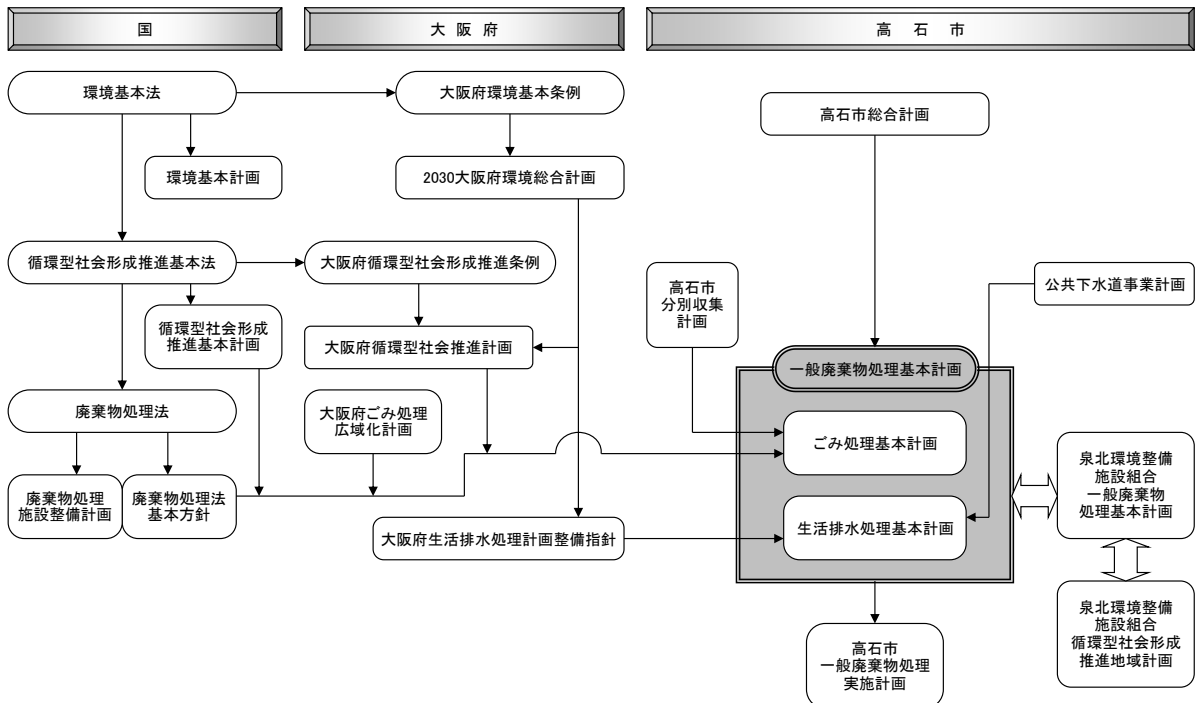 国
大 阪 府
高 石 市
環境基本法
大阪府環境基本条例
高石市総合計画
環境基本計画
2030大阪府環境総合計画
循環型社会形成推進基本法
大阪府循環型社会形成推進条例
高石市
分別収集
計画
公共下水道事業計画
循環型社会形成
推進基本計画
大阪府循環型社会推進計画
一般廃棄物処理基本計画
廃棄物処理法
大阪府ごみ処理
広域化計画
ごみ処理基本計画
廃棄物処理
施設整備計画
廃棄物処理法
基本方針
大阪府生活排水処理計画整備指針
生活排水処理基本計画
泉北環境整備
施設組合
一般廃棄物
処理基本計画
泉北環境整備
施設組合
循環型社会形成
推進地域計画
高石市
一般廃棄物処理
実施計画